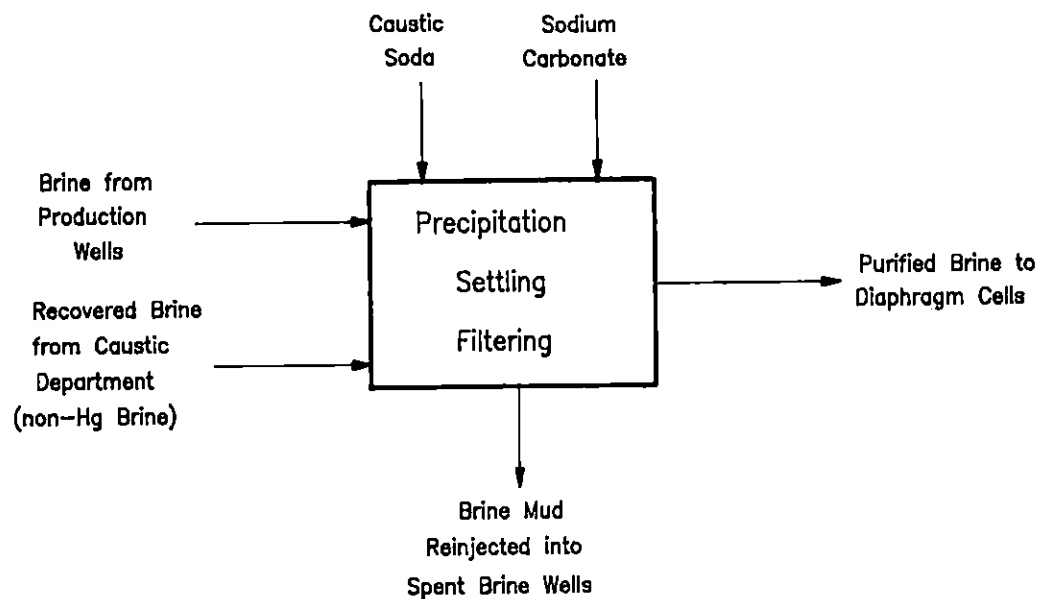 Caustic
Soda
Sodium
Carbonate
Brine from
Production
Wells
Recovered Brine
from Caustic
Department
(non-Hg Brine)
Precipitation
Settling
Filtering
Purified Brine to
Diaphragm Cells
Brine Mud
Reinjected into
Spent Brine Wells